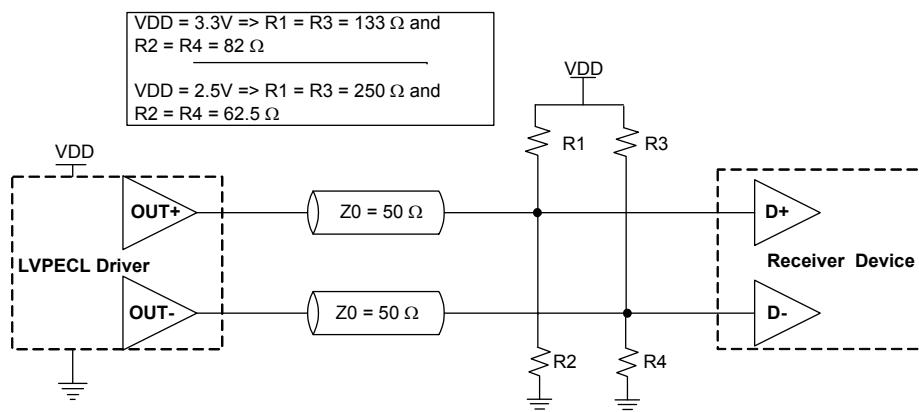 VDD = 3.3V => R1 = R3 = 133 Ω and
R2 = R4 = 82 Ω
VDD = 2.5V => R1 = R3 = 250 Ω and
R2 = R4 = 62.5 Ω
VDD
R1
R3
VDD
OUT+
Z0 = 50 Ω
D+
LVPECL Driver
Receiver Device
OUT-
Z0 = 50 Ω
D-
R2
R4